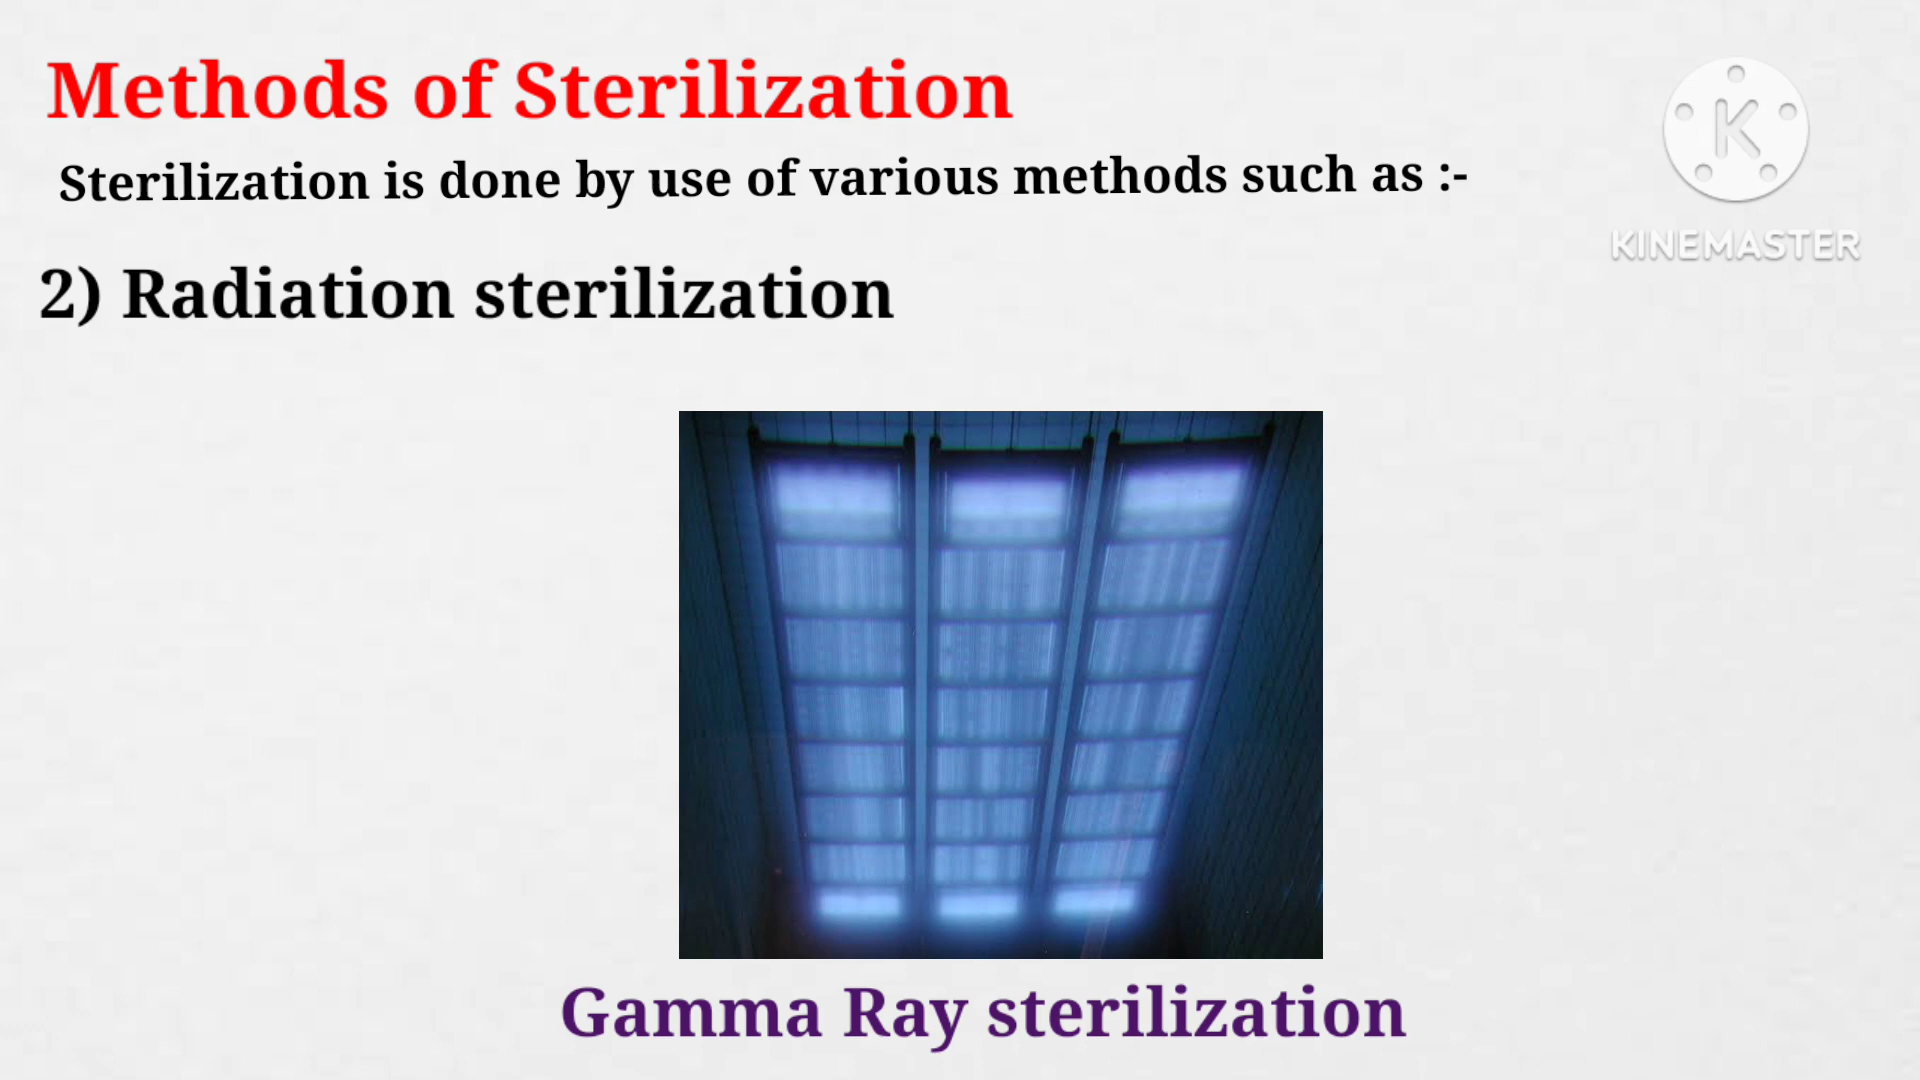 Methods of Sterilization
Sterilization is done by use of various methods such as :-
K
KINEMASTER
2) Radiation sterilization
Gamma Ray sterilization